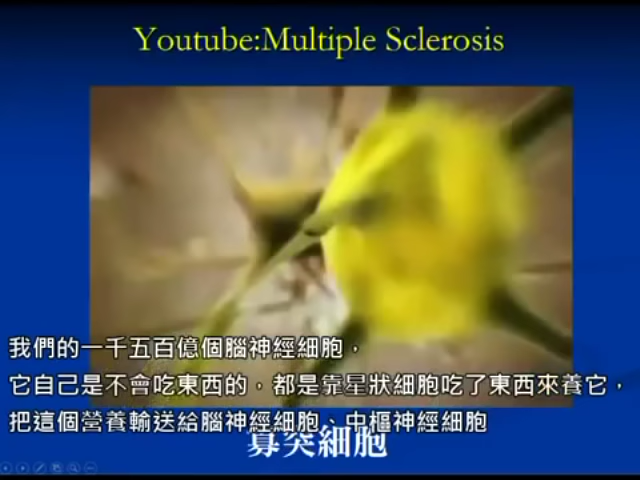 Youtube:Multiple Sclerosis
我們的一千五百億個腦神經細胞，
它自己是不會吃東西的，都是靠星狀細胞吃了東西來養它，
把這個營養輸送給腦神經細胞、中樞神經細胞
寡突細胞